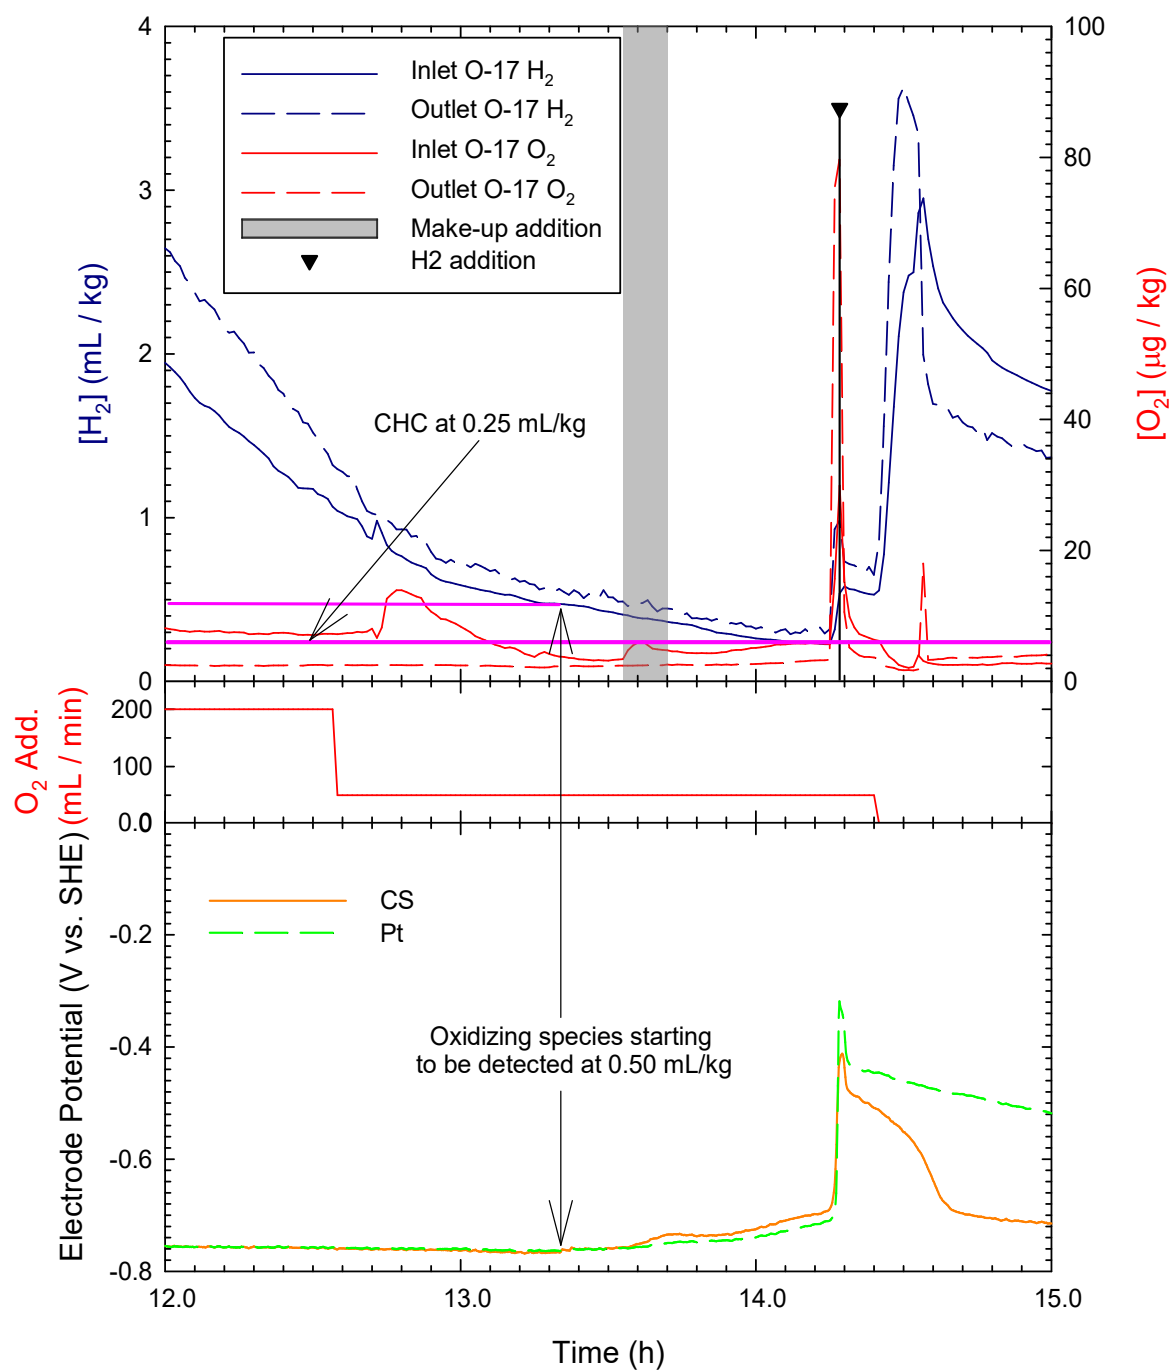 4
3
2
1
0
[H2] (mL / kg)
100
80
60
40
20
0
[O2] (µg / kg)
Inlet O-17 H2
Outlet O-17 H2
Inlet O-17 O2
Outlet O-17 O2
Make-up addition
H2 addition
CHC at 0.25 mL/kg
O2 Add.
(mL / min)
200
100
0
0.0
-0.2
-0.4
-0.6
-0.8
Electrode Potential (V vs. SHE)
CS
Pt
Oxidizing species starting
to be detected at 0.50 mL/kg
12.0
13.0
14.0
15.0
Time (h)